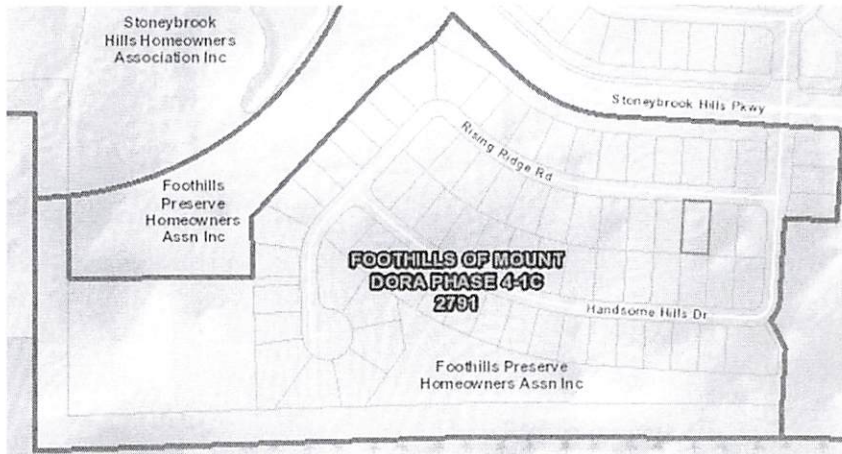 Stoneybrook
Hills Homeowners
Association Inc
Stoneybrook Hills Pkwy
Rising Ridge Rd
Foothills
Preserve
Homeowners
Assn Inc
FOOTHILLS OF MOUNT
DORA PHASE 4-1C
2791
Handsome Hills Dr
Foothills Preserve
Homeowners Assn Inc